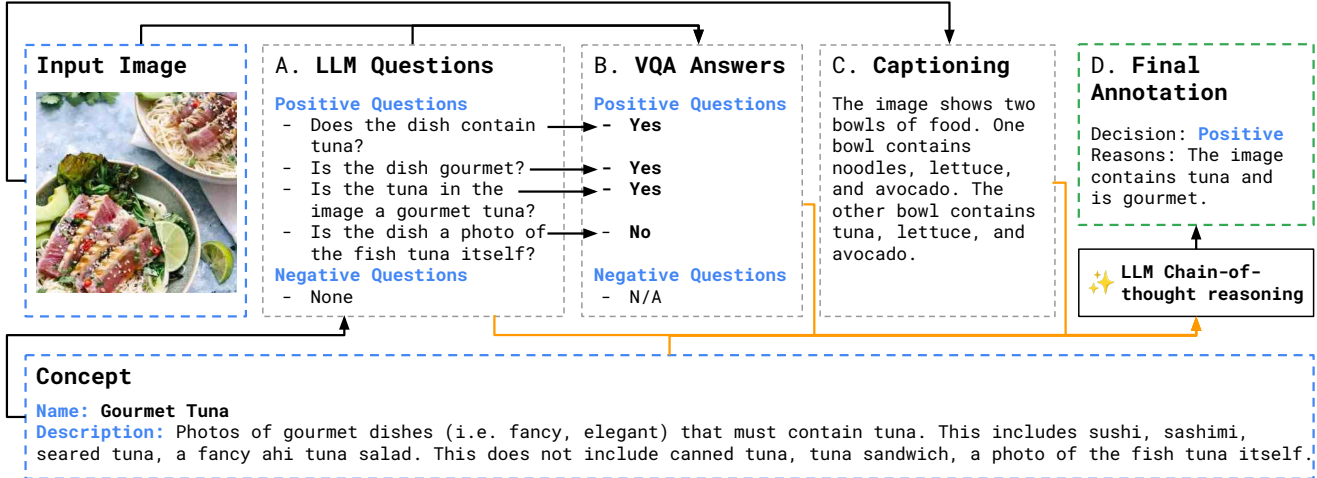 Input Image
A. LLM Questions
Positive Questions
- Does the dish contain
tuna?
- Is the dish gourmet?
- Is the tuna in the
image a gourmet tuna?
- Is the dish a photo of
the fish tuna itself?
Negative Questions
- None
B. VQA Answers
Positive Questions
- Yes
- Yes
- Yes
- No
Negative Questions
- N/A
C. Captioning
The image shows two
bowls of food. One
bowl contains
noodles, lettuce,
and avocado. The
other bowl contains
tuna, lettuce, and
avocado.
D. Final
Annotation
Decision: Positive
Reasons: The image
contains tuna and
is gourmet.
LLM Chain-of-
thought reasoning
Concept
Name: Gourmet Tuna
Description: Photos of gourmet dishes (i.e. fancy, elegant) that must contain tuna. This includes sushi, sashimi,
seared tuna, a fancy ahi tuna salad. This does not include canned tuna, tuna sandwich, a photo of the fish tuna itself.